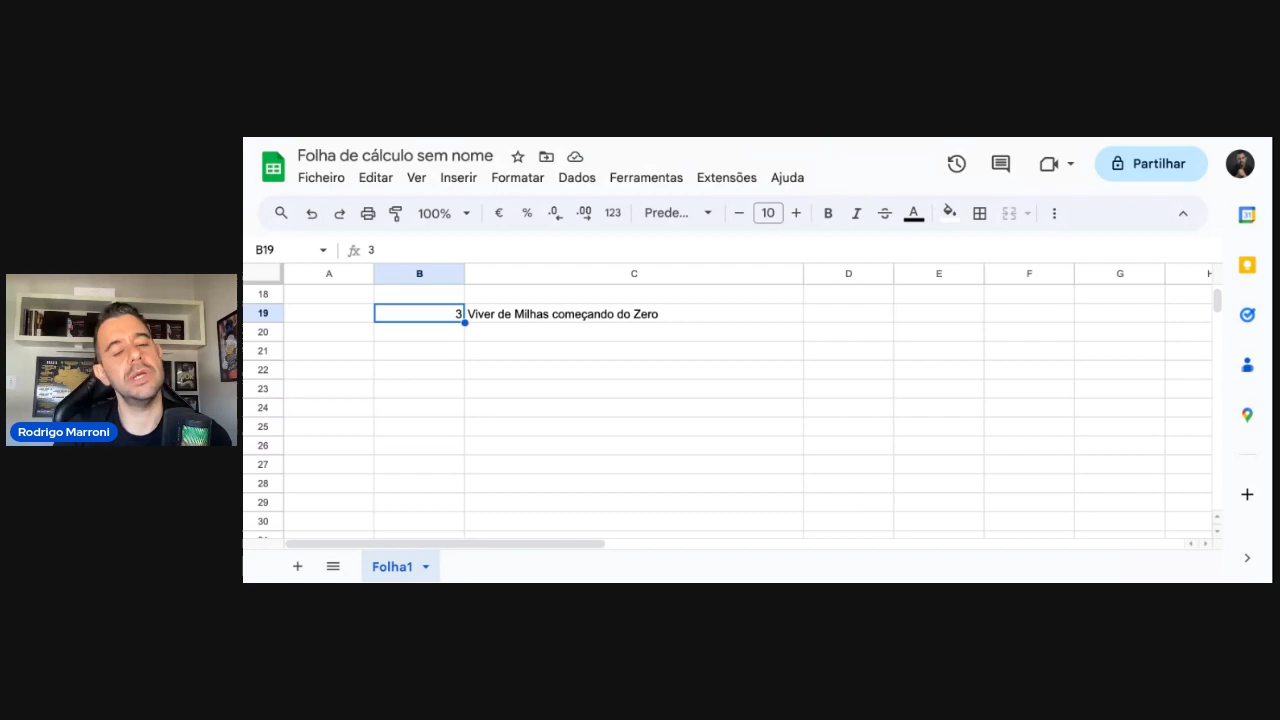 Folha de cálculo sem nome
Ficheiro Editar Ver Inserir Formatar Dados Ferramentas Extensões Ajuda
Partilhar
100% € % .0 .00 123 Prede... 10 B I S A
B19 fx 3
A B C D E F G H
18
19 3 Viver de Milhas começando do Zero
20
21
22
23
24
25
26
27
28
29
30
Folha1
Rodrigo Marroni
31